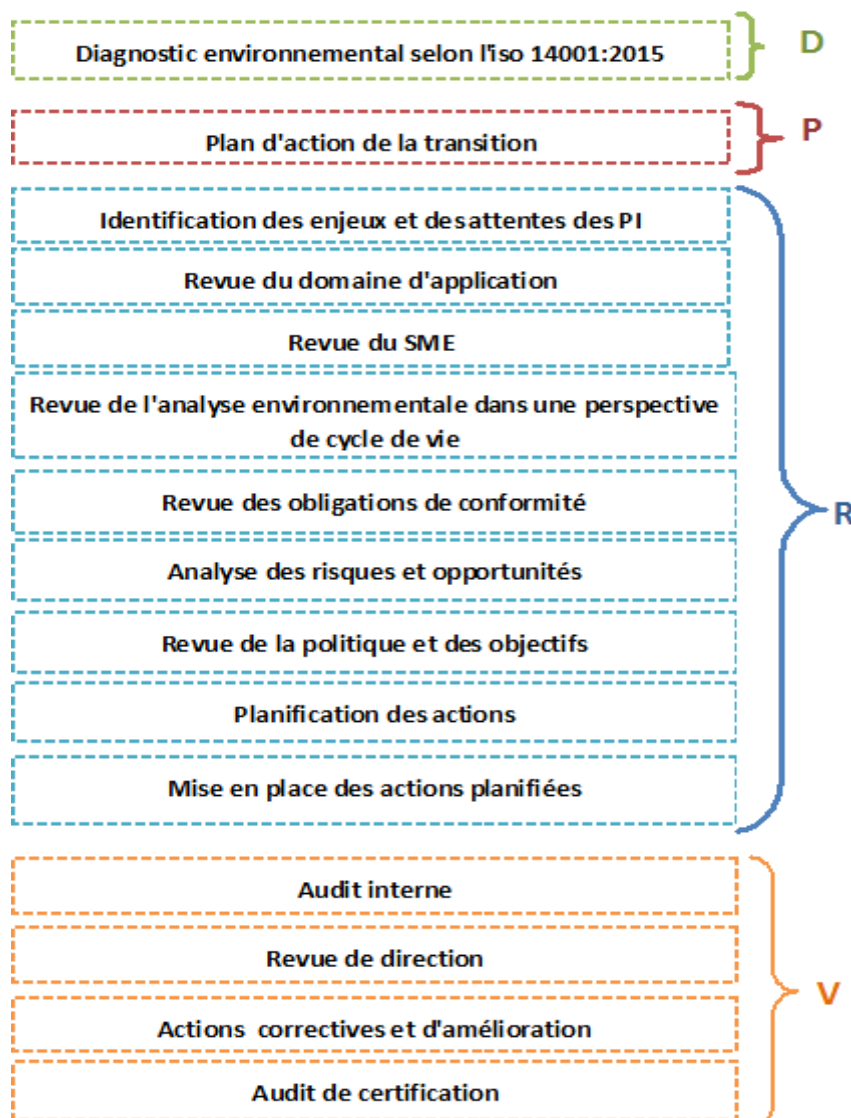 Diagnostic environnemental selon l'iso 14001:2015
D
Plan d'action de la transition
P
Identification des enjeux et des attentes des PI
Revue du domaine d'application
Revue du SME
Revue de l'analyse environnementale dans une perspective
de cycle de vie
Revue des obligations de conformité
R
Analyse des risques et opportunités
Revue de la politique et des objectifs
Planification des actions
Mise en place des actions planifiées
Audit interne
Revue de direction
V
Actions correctives et d'amélioration
Audit de certification